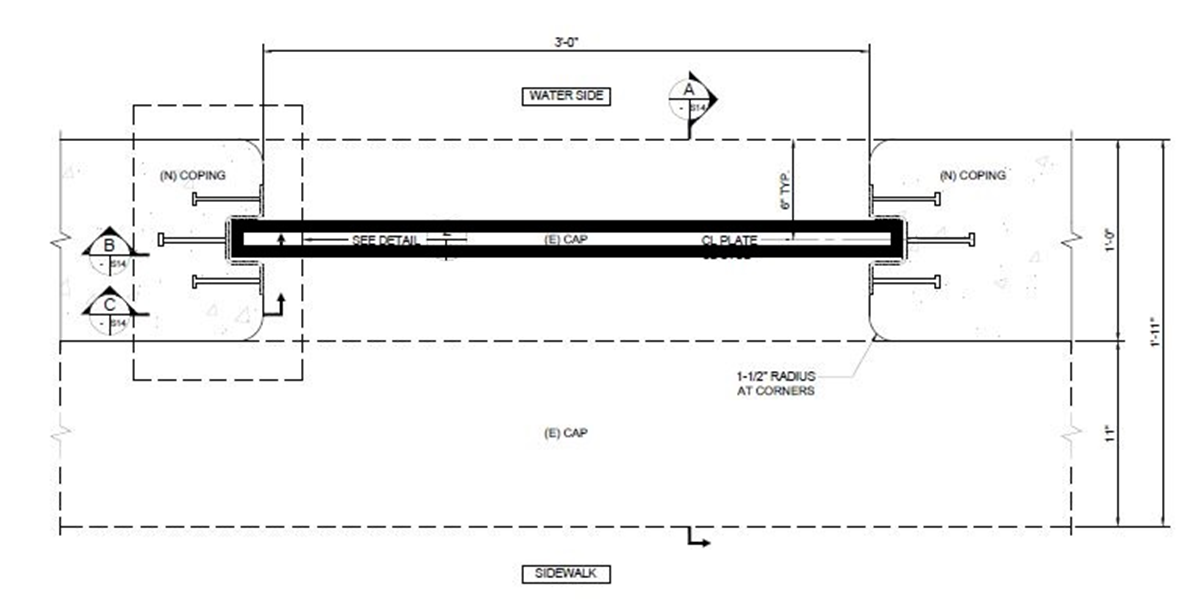 3'-0"
WATER SIDE
A
- S14
6" TYP.
(N) COPING
(N) COPING
B
- S14
SEE DETAIL
(E) CAP
CL PLATE
1'-0"
C
- S14
1'-11"
1-1/2" RADIUS
AT CORNERS
(E) CAP
11"
SIDEWALK